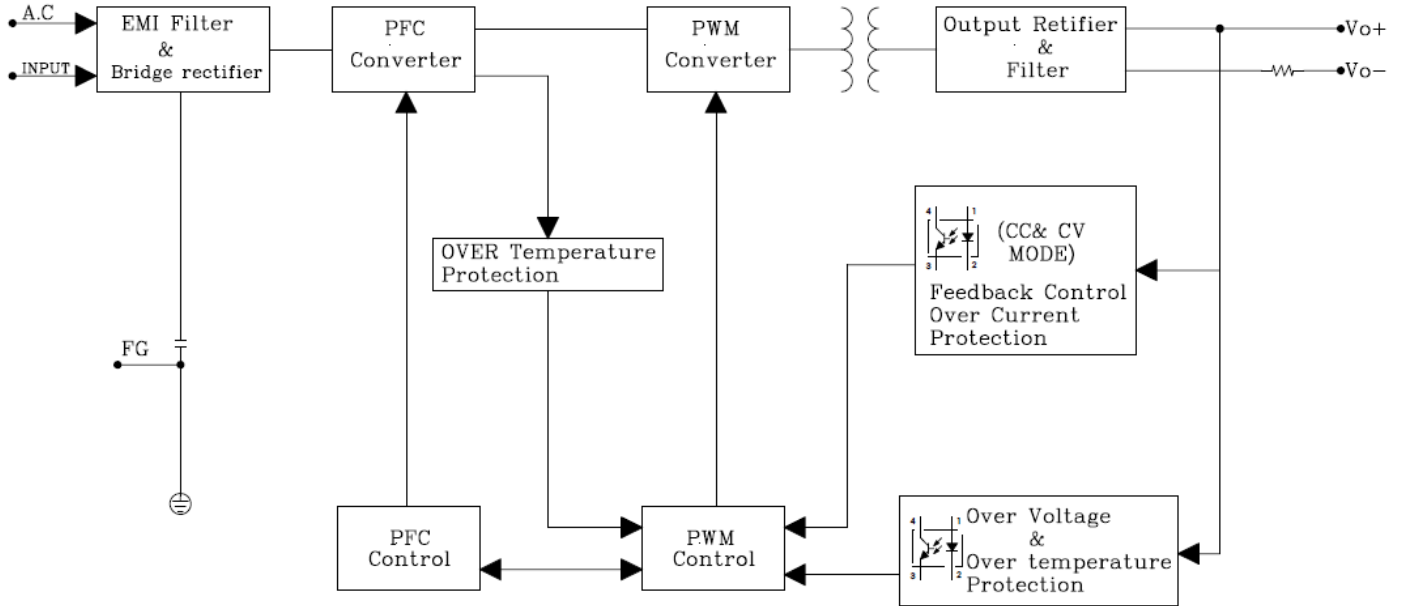 A.C
INPUT
EMI Filter
&
Bridge rectifier
PFC
Converter
PWM
Converter
Output Retifier
&
Filter
Vo+
Vo-
OVER Temperature
Protection
4 1
3 2
(CC& CV
MODE)
Feedback Control
Over Current
Protection
FG
PFC
Control
PWM
Control
4 1
3 2
Over Voltage
&
Over temperature
Protection